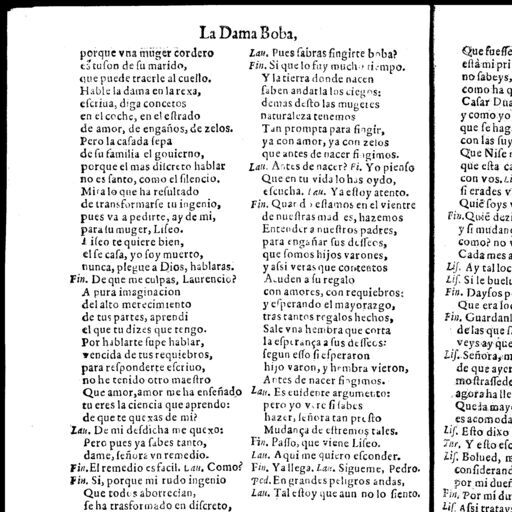 La Dama Boba,
porque vna muger cordero
es tuson de su marido,
que puede traerle al cuello.
Hable la dama en la rexa,
escriua, diga concetos
en el coche, en el estrado
de amor, de engaños, de zelos.
Pero la casada sepa
de su familia el gouierno,
porque el mas discreto hablar
no es santo, como el silencio.
Mira lo que ha resultado
de transformarse tu ingenio,
pues va a pedirte, ay de mi,
para su muger, Liseo.
Liseo te quiere bien,
el se casa, yo soy muerto,
nunca, plegue a Dios, hablaras.
Fin. De que me culpas, Laurencio?
A pura imaginacion
del alto merecimiento
de tus partes, aprendi
el que tu dizes que tengo.
Por hablarte supe hablar,
vencida de tus requiebros,
para responderte escriuo,
no he tenido otro maestro
Que amor, amor me ha enseñado
tu eres la ciencia que aprendo:
de que te quexas de mi?
Lau. De mi desdicha me quexo:
Pero pues ya sabes tanto,
dame, señora vn remedio.
Fin. El remedio es facil. Lau. Como?
Fin. Si, porque mi rudo ingenio
Que todos aborrecian,
se ha trasformado en discreto,
Lau. Pues sabras fingirte boba?
Fin. Si que lo fuy mucho tiempo.
Y la tierra donde nacen
saben andarla los ciegos:
demas desto las mugeres
naturaleza tenemos
Tan prompta para fingir,
ya con amor, ya con zelos
que antes de nacer fingimos.
Lau. Antes de nacer? Fi. Yo pienso
Que en tu vida lo has oydo,
escucha. Lau. Ya estoy atento.
Fin. Quando estamos en el vientre
de nuestras madres, hazemos
Entender a nuestros padres,
para engañar sus desseos,
que somos hijos varones,
y assi veras que contentos
Acuden a su regalo
con amores, con requiebros:
y esperando el mayorazgo,
tras tantos regalos hechos,
Sale vna hembra que corta
la esperança a sus desseos:
segun esso si esperaron
hijo varon, y hembra vieron,
Antes de nacer fingimos.
Lau. Es euidente argumento:
pero yo vere si sabes
hazer, señora tan presto
Mudança de estremos tales.
Fin. Passo, que viene Liseo.
Lau. Aqui me quiero esconder.
Fin. Ya llega. Lau. Sigueme, Pedro.
Ped. En grandes peligros andas,
Lau. Tal estoy que aun no lo siento.
Que fuesse
està mi pri
no sabeys,
como ha q
Casar Dua
y como yo
que se hag
con las suy
Que Nise
que esta ca
con vos. Li
si erades v
Quiè soys
Fin. Quiè dezi
y si mudanç
como? no v
Cada mes a
Lis. Ay tal loc
Lis. Si le buelu
Fin. Daysos p
Que era lo
Fin. Guardanl
de las que s
veys ay que
Lis. Señora, m
de que ayer
mostrassede
agora ha lle
Queda mayo
es acomoda
Lis. Esto dixo
Tur. Y esto esc
Lis. Bolued, m
considerand
por mi dueñ
Fin. Por mi du
Lis. Assi tratays